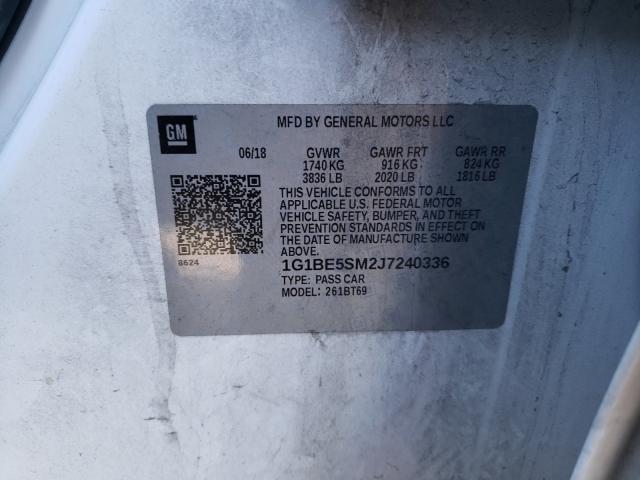 GM
MFD BY GENERAL MOTORS LLC
06/18 GVWR GAWR FRT GAWR RR
1740 KG 916 KG 824 KG
3836 LB 2020 LB 1816 LB
THIS VEHICLE CONFORMS TO ALL
APPLICABLE U.S. FEDERAL MOTOR
VEHICLE SAFETY, BUMPER, AND THEFT
PREVENTION STANDARDS IN EFFECT ON
THE DATE OF MANUFACTURE SHOWN
ABOVE.
8624
1G1BE5SM2J7240336
TYPE: PASS CAR
MODEL: 261BT69